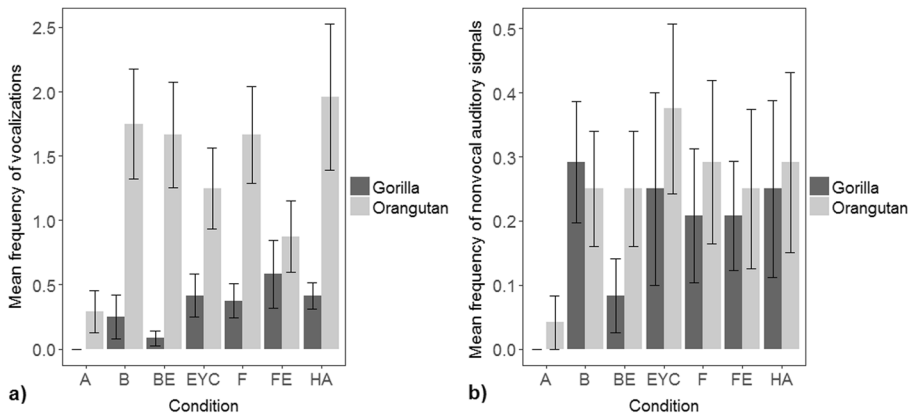 Mean frequency of vocalizations
2.5
2.0
1.5
1.0
0.5
0.0
A B BE EYC F FE HA
Condition
Gorilla
Orangutan
a)
Mean frequency of nonvocal auditory signals
0.5
0.4
0.3
0.2
0.1
0.0
A B BE EYC F FE HA
Condition
Gorilla
Orangutan
b)